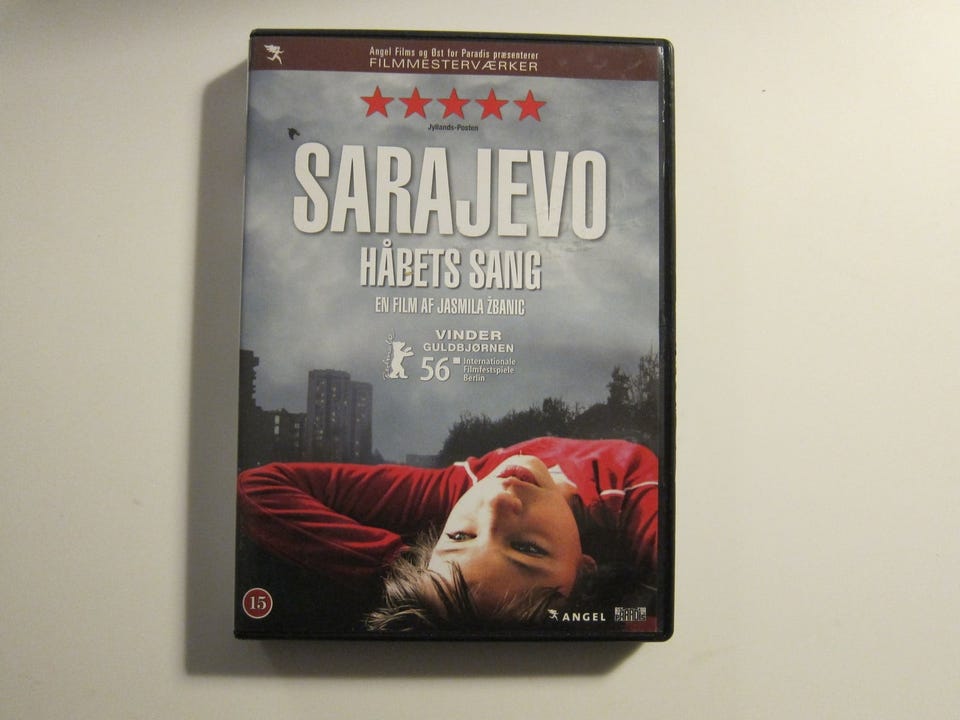 Angel Films og Øst for Paradis præsenterer
FILMMESTERVÆRKER
Jyllands-Posten
SARAJEVO
HÅBETS SANG
EN FILM AF JASMILA ŽBANIC
VINDER
GULDBJØRNEN
56 Internationale
Filmfestspiele
Berlin
15
ANGEL